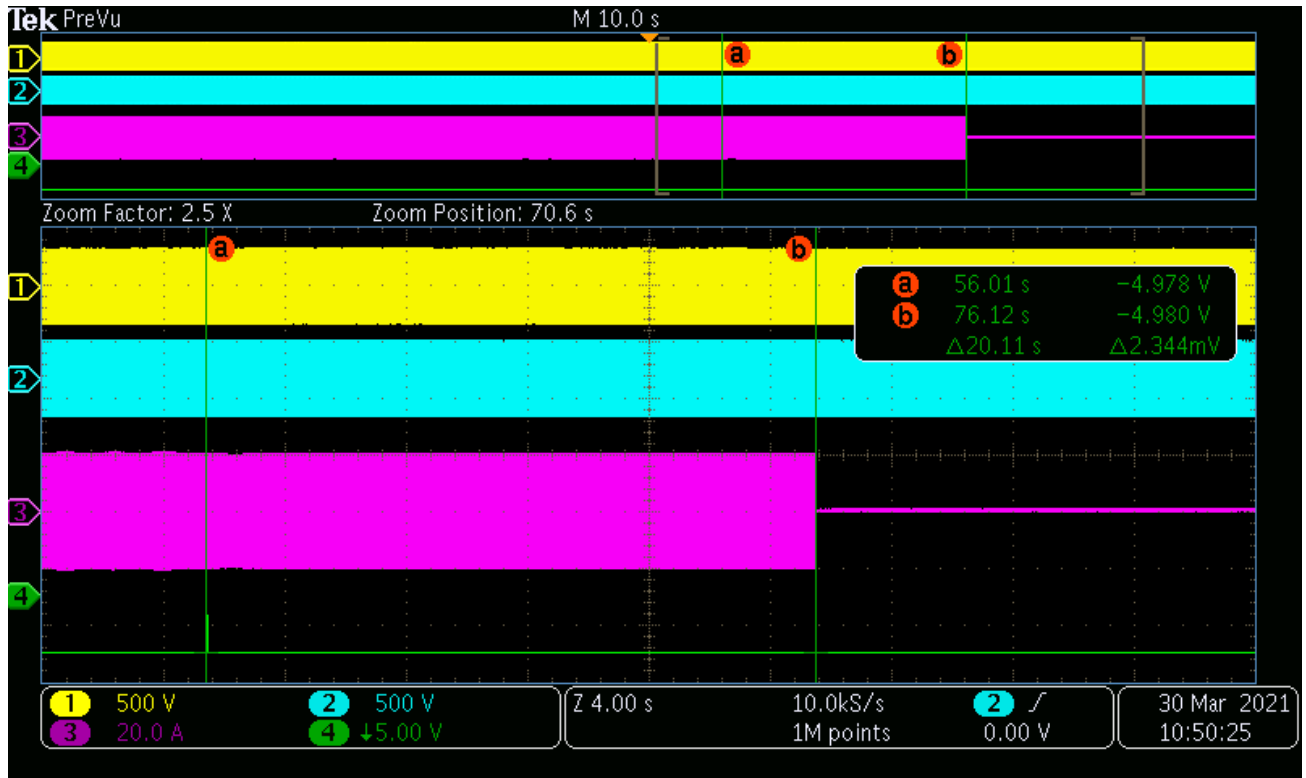 Tek PreVu M 10.0 s
1
a b
2
3
4
Zoom Factor: 2.5 X Zoom Position: 70.6 s
a b
1
a 56.01 s −4.978 V
b 76.12 s −4.980 V
Δ20.11 s Δ2.344mV
2
3
4
1 500 V 2 500 V Z 4.00 s 10.0kS/s 2 30 Mar 2021
3 20.0 A 4 ↓5.00 V 1M points 0.00 V 10:50:25